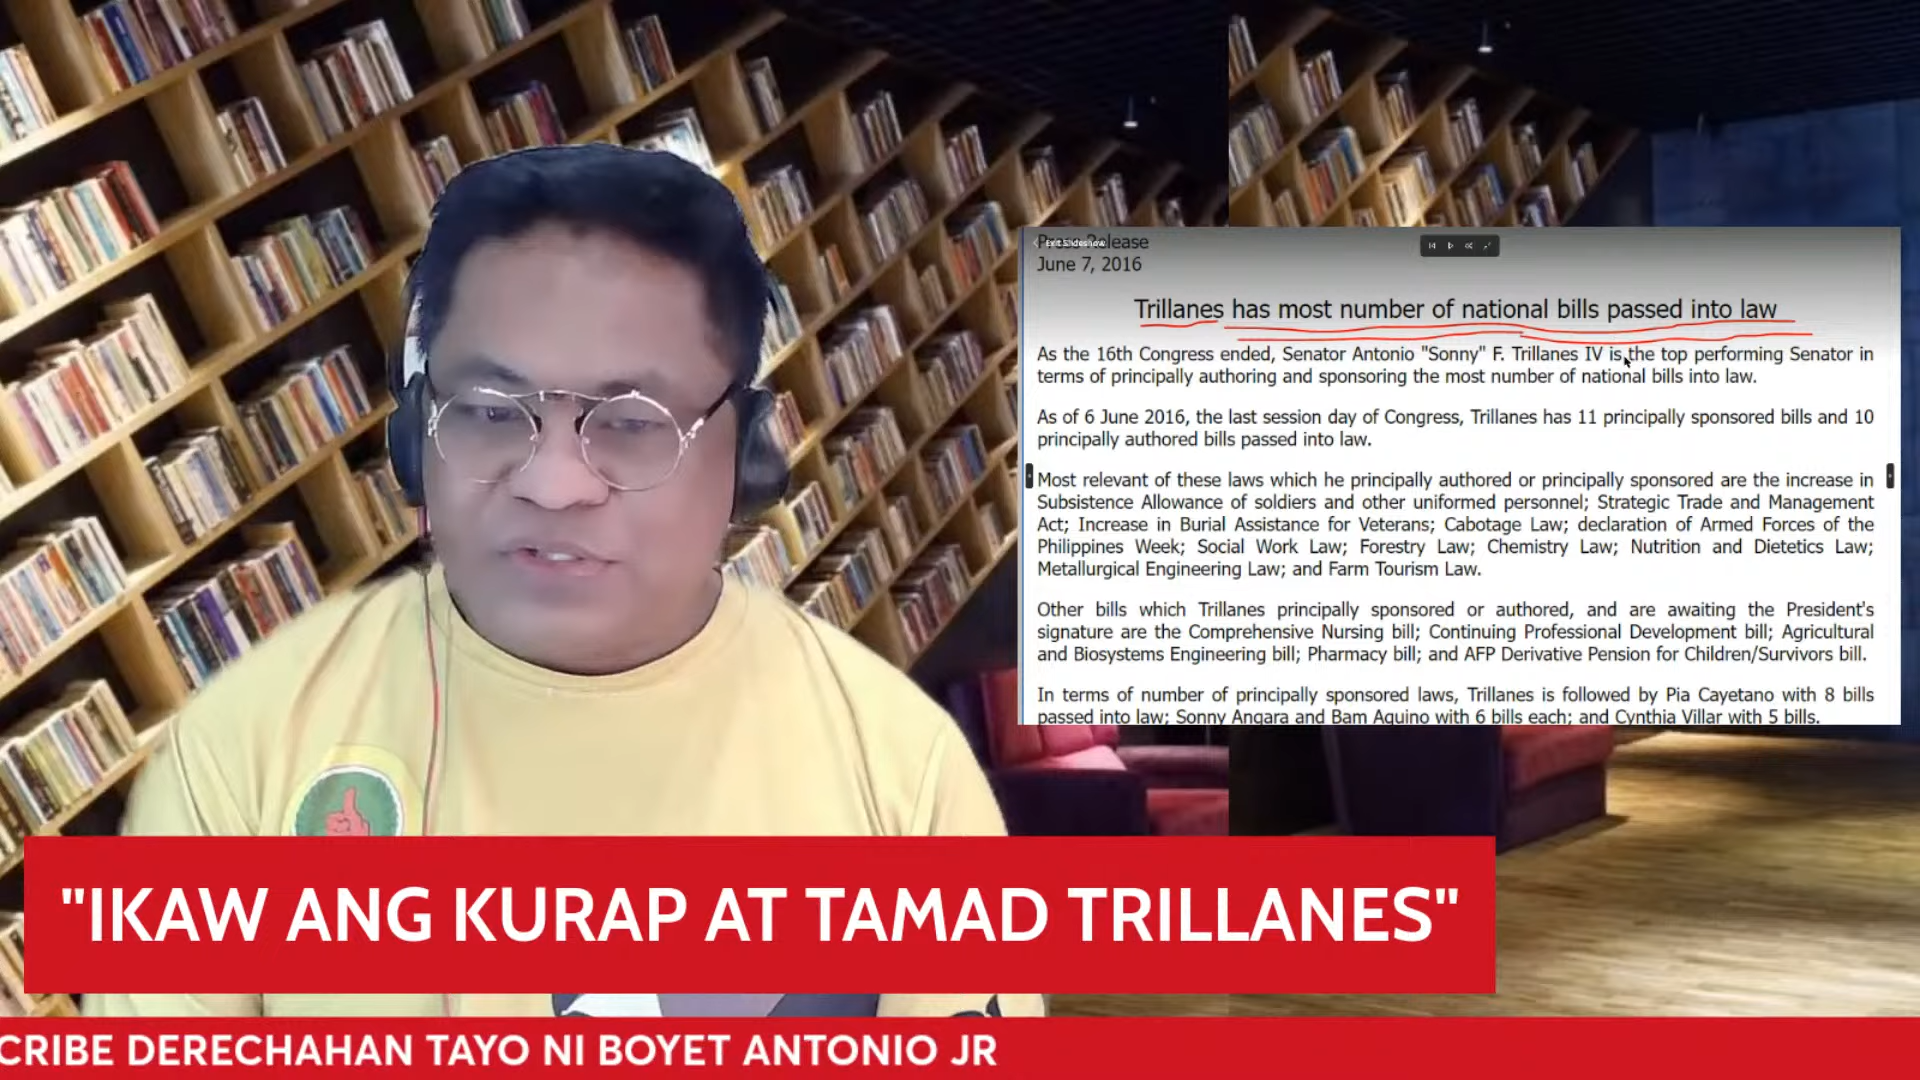 Press Release
Exit Slideshow
June 7, 2016
Trillanes has most number of national bills passed into law
As the 16th Congress ended, Senator Antonio "Sonny" F. Trillanes IV is the top performing Senator in
terms of principally authoring and sponsoring the most number of national bills into law.
As of 6 June 2016, the last session day of Congress, Trillanes has 11 principally sponsored bills and 10
principally authored bills passed into law.
Most relevant of these laws which he principally authored or principally sponsored are the increase in
Subsistence Allowance of soldiers and other uniformed personnel; Strategic Trade and Management
Act; Increase in Burial Assistance for Veterans; Cabotage Law; declaration of Armed Forces of the
Philippines Week; Social Work Law; Forestry Law; Chemistry Law; Nutrition and Dietetics Law;
Metallurgical Engineering Law; and Farm Tourism Law.
Other bills which Trillanes principally sponsored or authored, and are awaiting the President's
signature are the Comprehensive Nursing bill; Continuing Professional Development bill; Agricultural
and Biosystems Engineering bill; Pharmacy bill; and AFP Derivative Pension for Children/Survivors bill.
In terms of number of principally sponsored laws, Trillanes is followed by Pia Cayetano with 8 bills
passed into law; Sonny Angara and Bam Aquino with 6 bills each; and Cynthia Villar with 5 bills.
"IKAW ANG KURAP AT TAMAD TRILLANES"
CRIBE DERECHAHAN TAYO NI BOYET ANTONIO JR